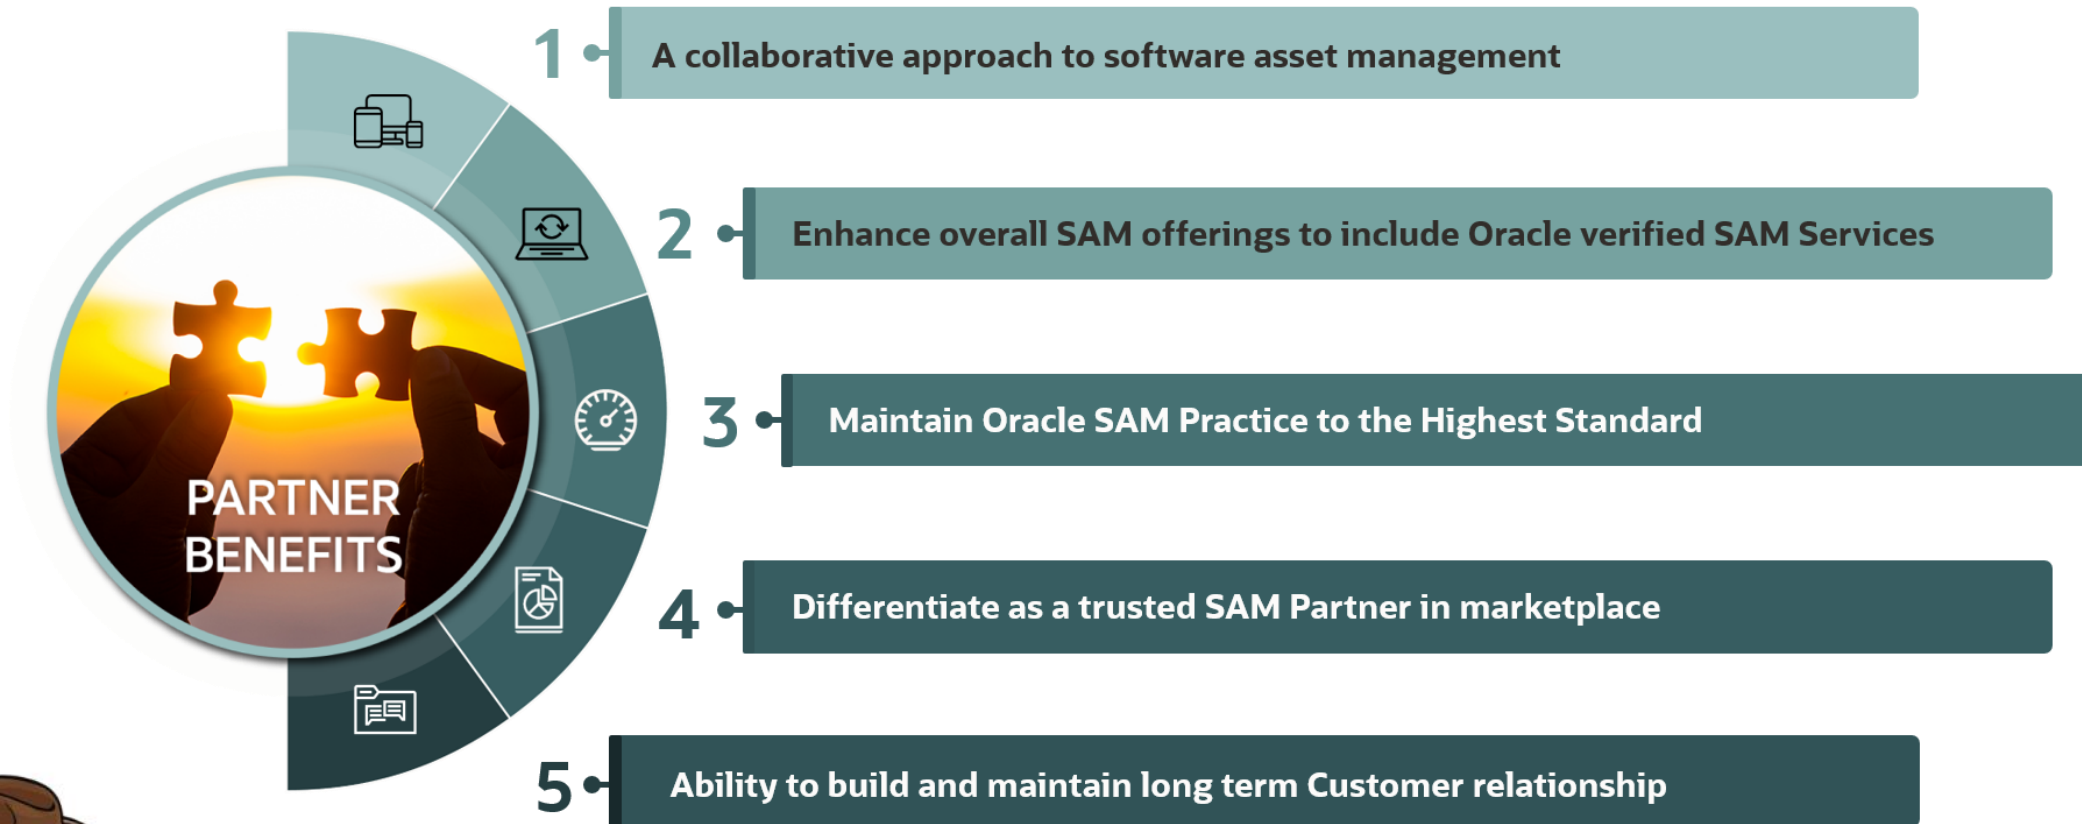 1
A collaborative approach to software asset management
2
Enhance overall SAM offerings to include Oracle verified SAM Services
3
Maintain Oracle SAM Practice to the Highest Standard
PARTNER
BENEFITS
4
Differentiate as a trusted SAM Partner in marketplace
5
Ability to build and maintain long term Customer relationship